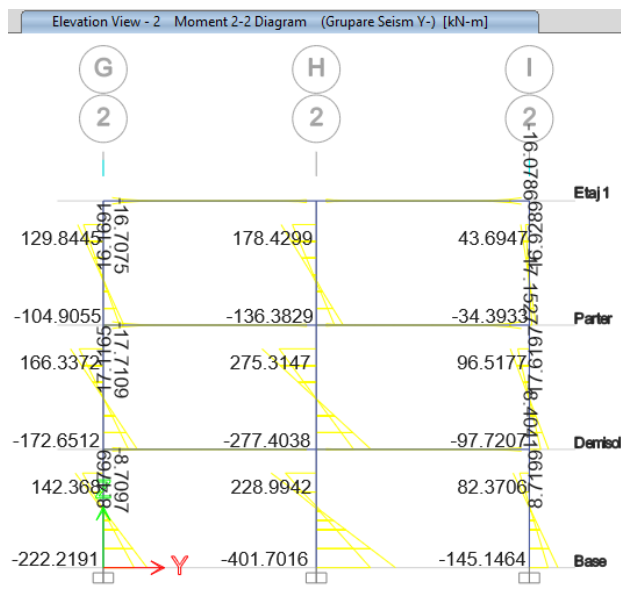 Elevation View - 2 Moment 2-2 Diagram (Grupare Seism Y-) [kN-m]
G H I
2 2 2
Etaj 1
129.8445 178.4299 43.6947
-16.7075
-104.9055 -136.3829 -34.3933
Parter
166.3372 275.3147 96.5177
-17.7109
-172.6512 -277.4038 -97.7207
Demisol
142.368 228.9942 82.3706
-8.7097
-222.2191 -401.7016 -145.1464
Base
Y